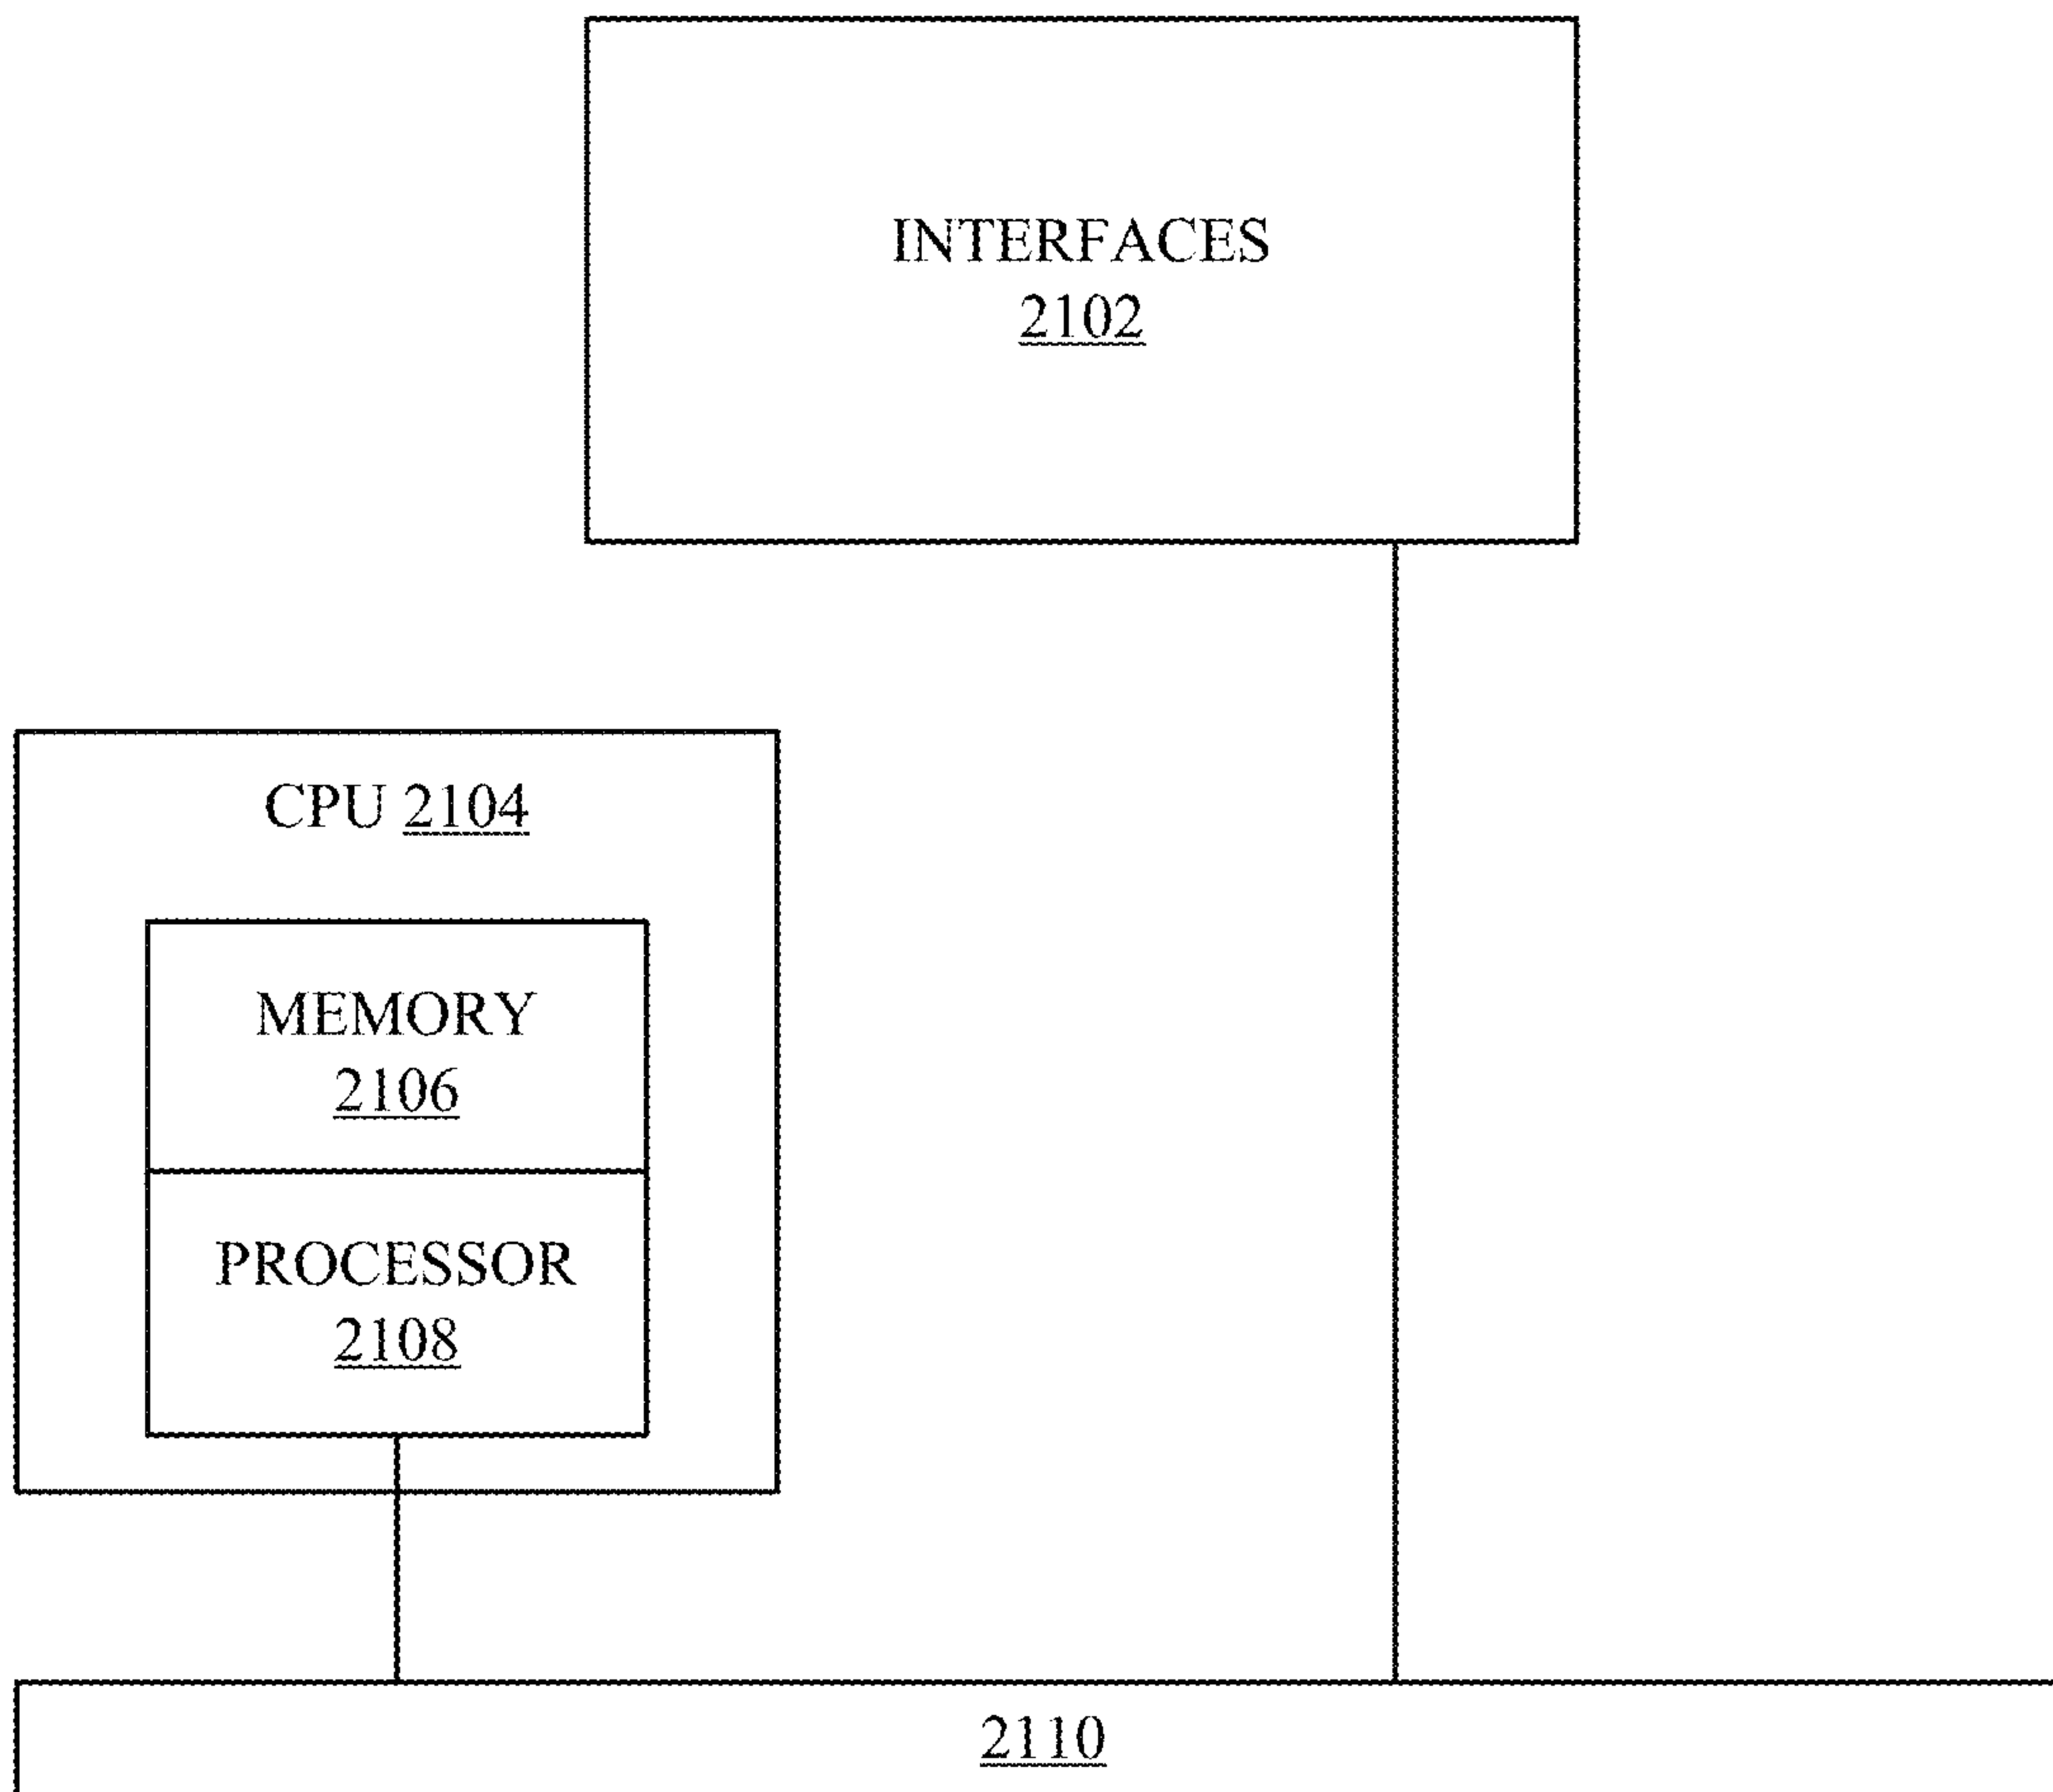 INTERFACES
2102
CPU 2104
MEMORY
2106
PROCESSOR
2108
2110